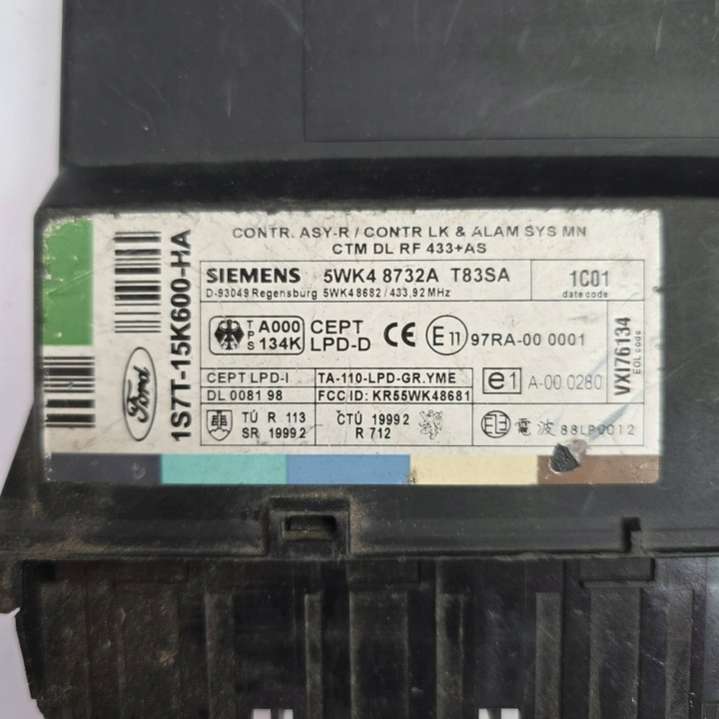 CONTR. ASY-R / CONTR LK & ALAM SYS MN
CTM DL RF 433+AS
SIEMENS 5WK4 8732A T83SA
D-93049 Regensburg 5WK48682 / 433,92 MHz
1C01
date code
T P S A000 134K
CEPT
LPD-D
CE
E11 97RA-00 0001
CEPT LPD-I
DL 0081 98
TA-110-LPD-GR.YME
FCC ID: KR55WK48681
e1 A-00 0280
TÚ R 113
SR 1999 2
ČTÚ 1999 2
R 712
電波 88LP0012
VXI76134
EOL code
Ford
1S7T-15K600-HA